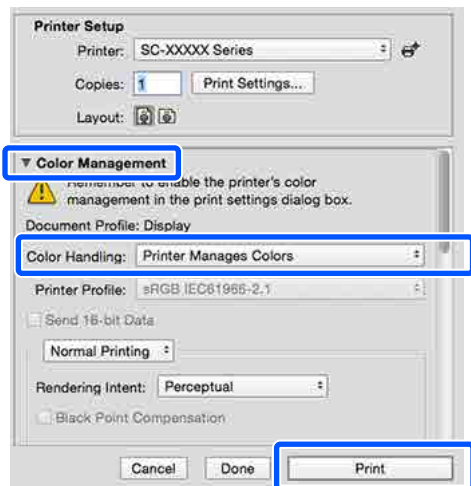 Printer Setup
Printer: SC-XXXXX Series
Copies: 1 Print Settings...
Layout:
▼ Color Management
Remember to enable the printer's color
management in the print settings dialog box.
Document Profile: Display
Color Handling: Printer Manages Colors
Printer Profile: sRGB IEC61966-2.1
Send 16-bit Data
Normal Printing
Rendering Intent: Perceptual
Black Point Compensation
Cancel Done Print